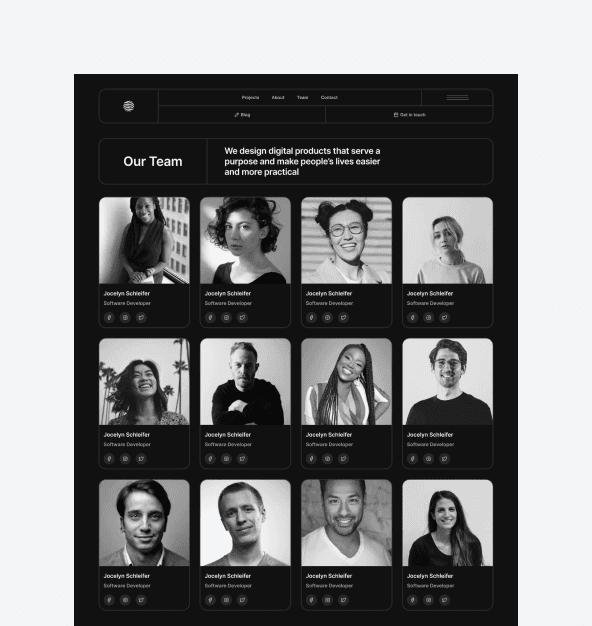 Projects About Team Contact
Blog Get in touch
Our Team
We design digital products that serve a
purpose and make people's lives easier
and more practical
Jocelyn Schleifer Jocelyn Schleifer Jocelyn Schleifer Jocelyn Schleifer
Software Developer Software Developer Software Developer Software Developer
Jocelyn Schleifer Jocelyn Schleifer Jocelyn Schleifer Jocelyn Schleifer
Software Developer Software Developer Software Developer Software Developer
Jocelyn Schleifer Jocelyn Schleifer Jocelyn Schleifer Jocelyn Schleifer
Software Developer Software Developer Software Developer Software Developer